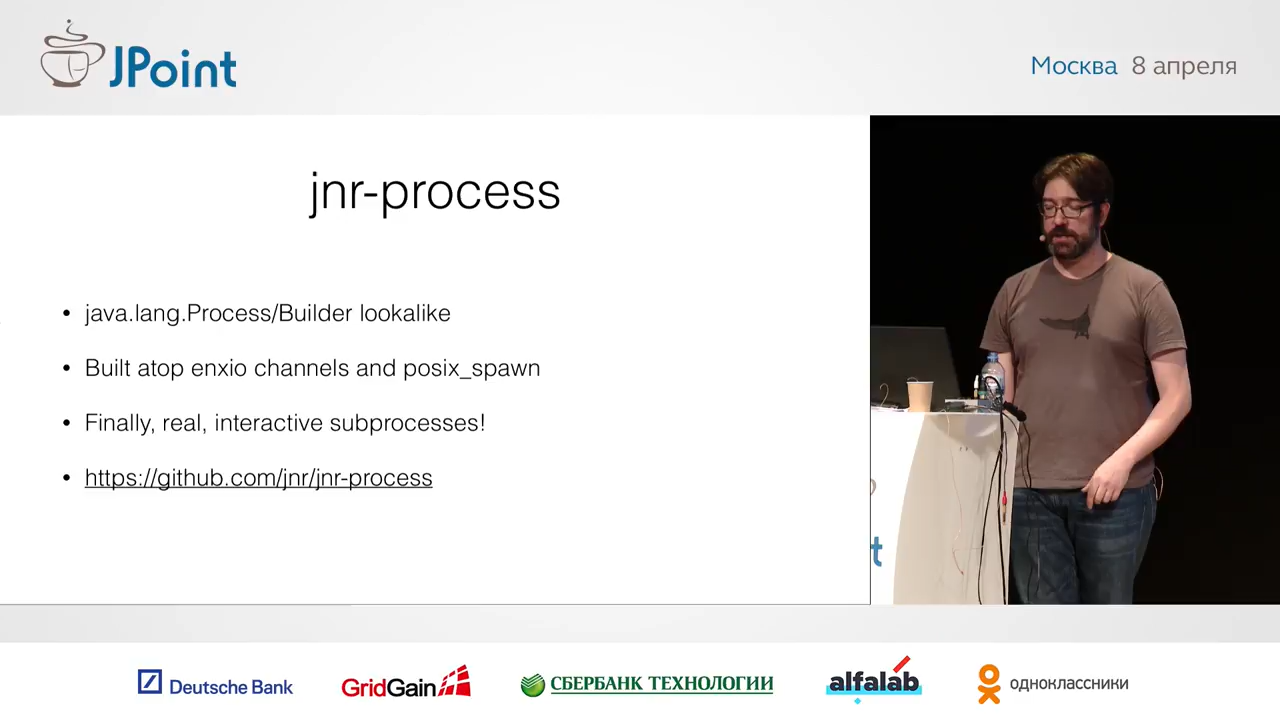 JPoint
Москва 8 апреля
jnr-process
• java.lang.Process/Builder lookalike
• Built atop enxio channels and posix_spawn
• Finally, real, interactive subprocesses!
• https://github.com/jnr/jnr-process
int
Deutsche Bank
GridGain
СБЕРБАНК ТЕХНОЛОГИИ
alfalab
одноклассники